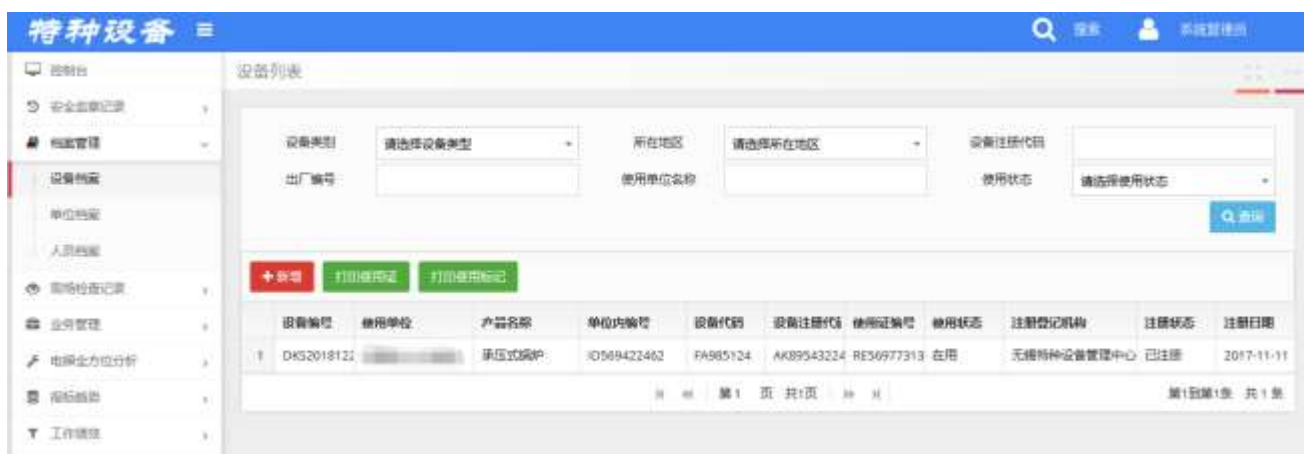 特种设备
搜索
系统管理员
控制台
设备列表
安全监察记录
档案管理
设备类别
请选择设备类型
所在地区
请选择所在地区
设备注册代码
设备档案
出厂编号
使用单位名称
使用状态
请选择使用状态
单位档案
查询
人员档案
新增
打印使用证
打印使用标记
现场检查记录
业务管理
设备编号 使用单位 产品名称 单位内编号 设备代码 设备注册代码 使用证编号 使用状态 注册登记机构 注册状态 注册日期
电梯全方位分析
1 DKS2018122 承压式锅炉 IO569422462 FA985124 AK89543224 RE56977313 在用 无锡特种设备管理中心 已注册 2017-11-11
第 1 页 共1页
第1到第1条 共 1 条
工作绩效